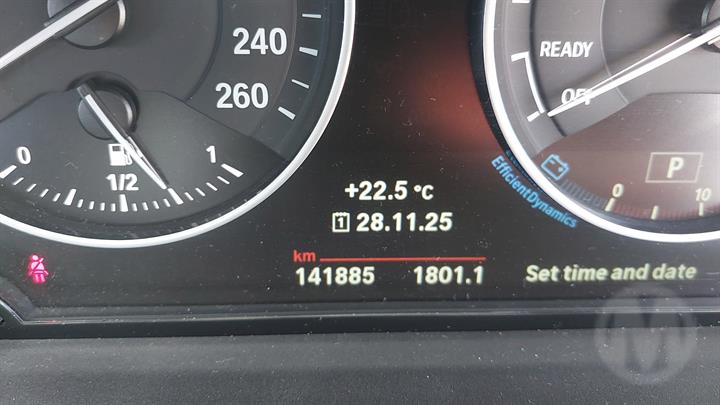 240
260
0
1/2
1
READY
OFF
P
EfficientDynamics
0
10
+22.5 °C
1 28.11.25
km
141885 1801.1 Set time and date
M